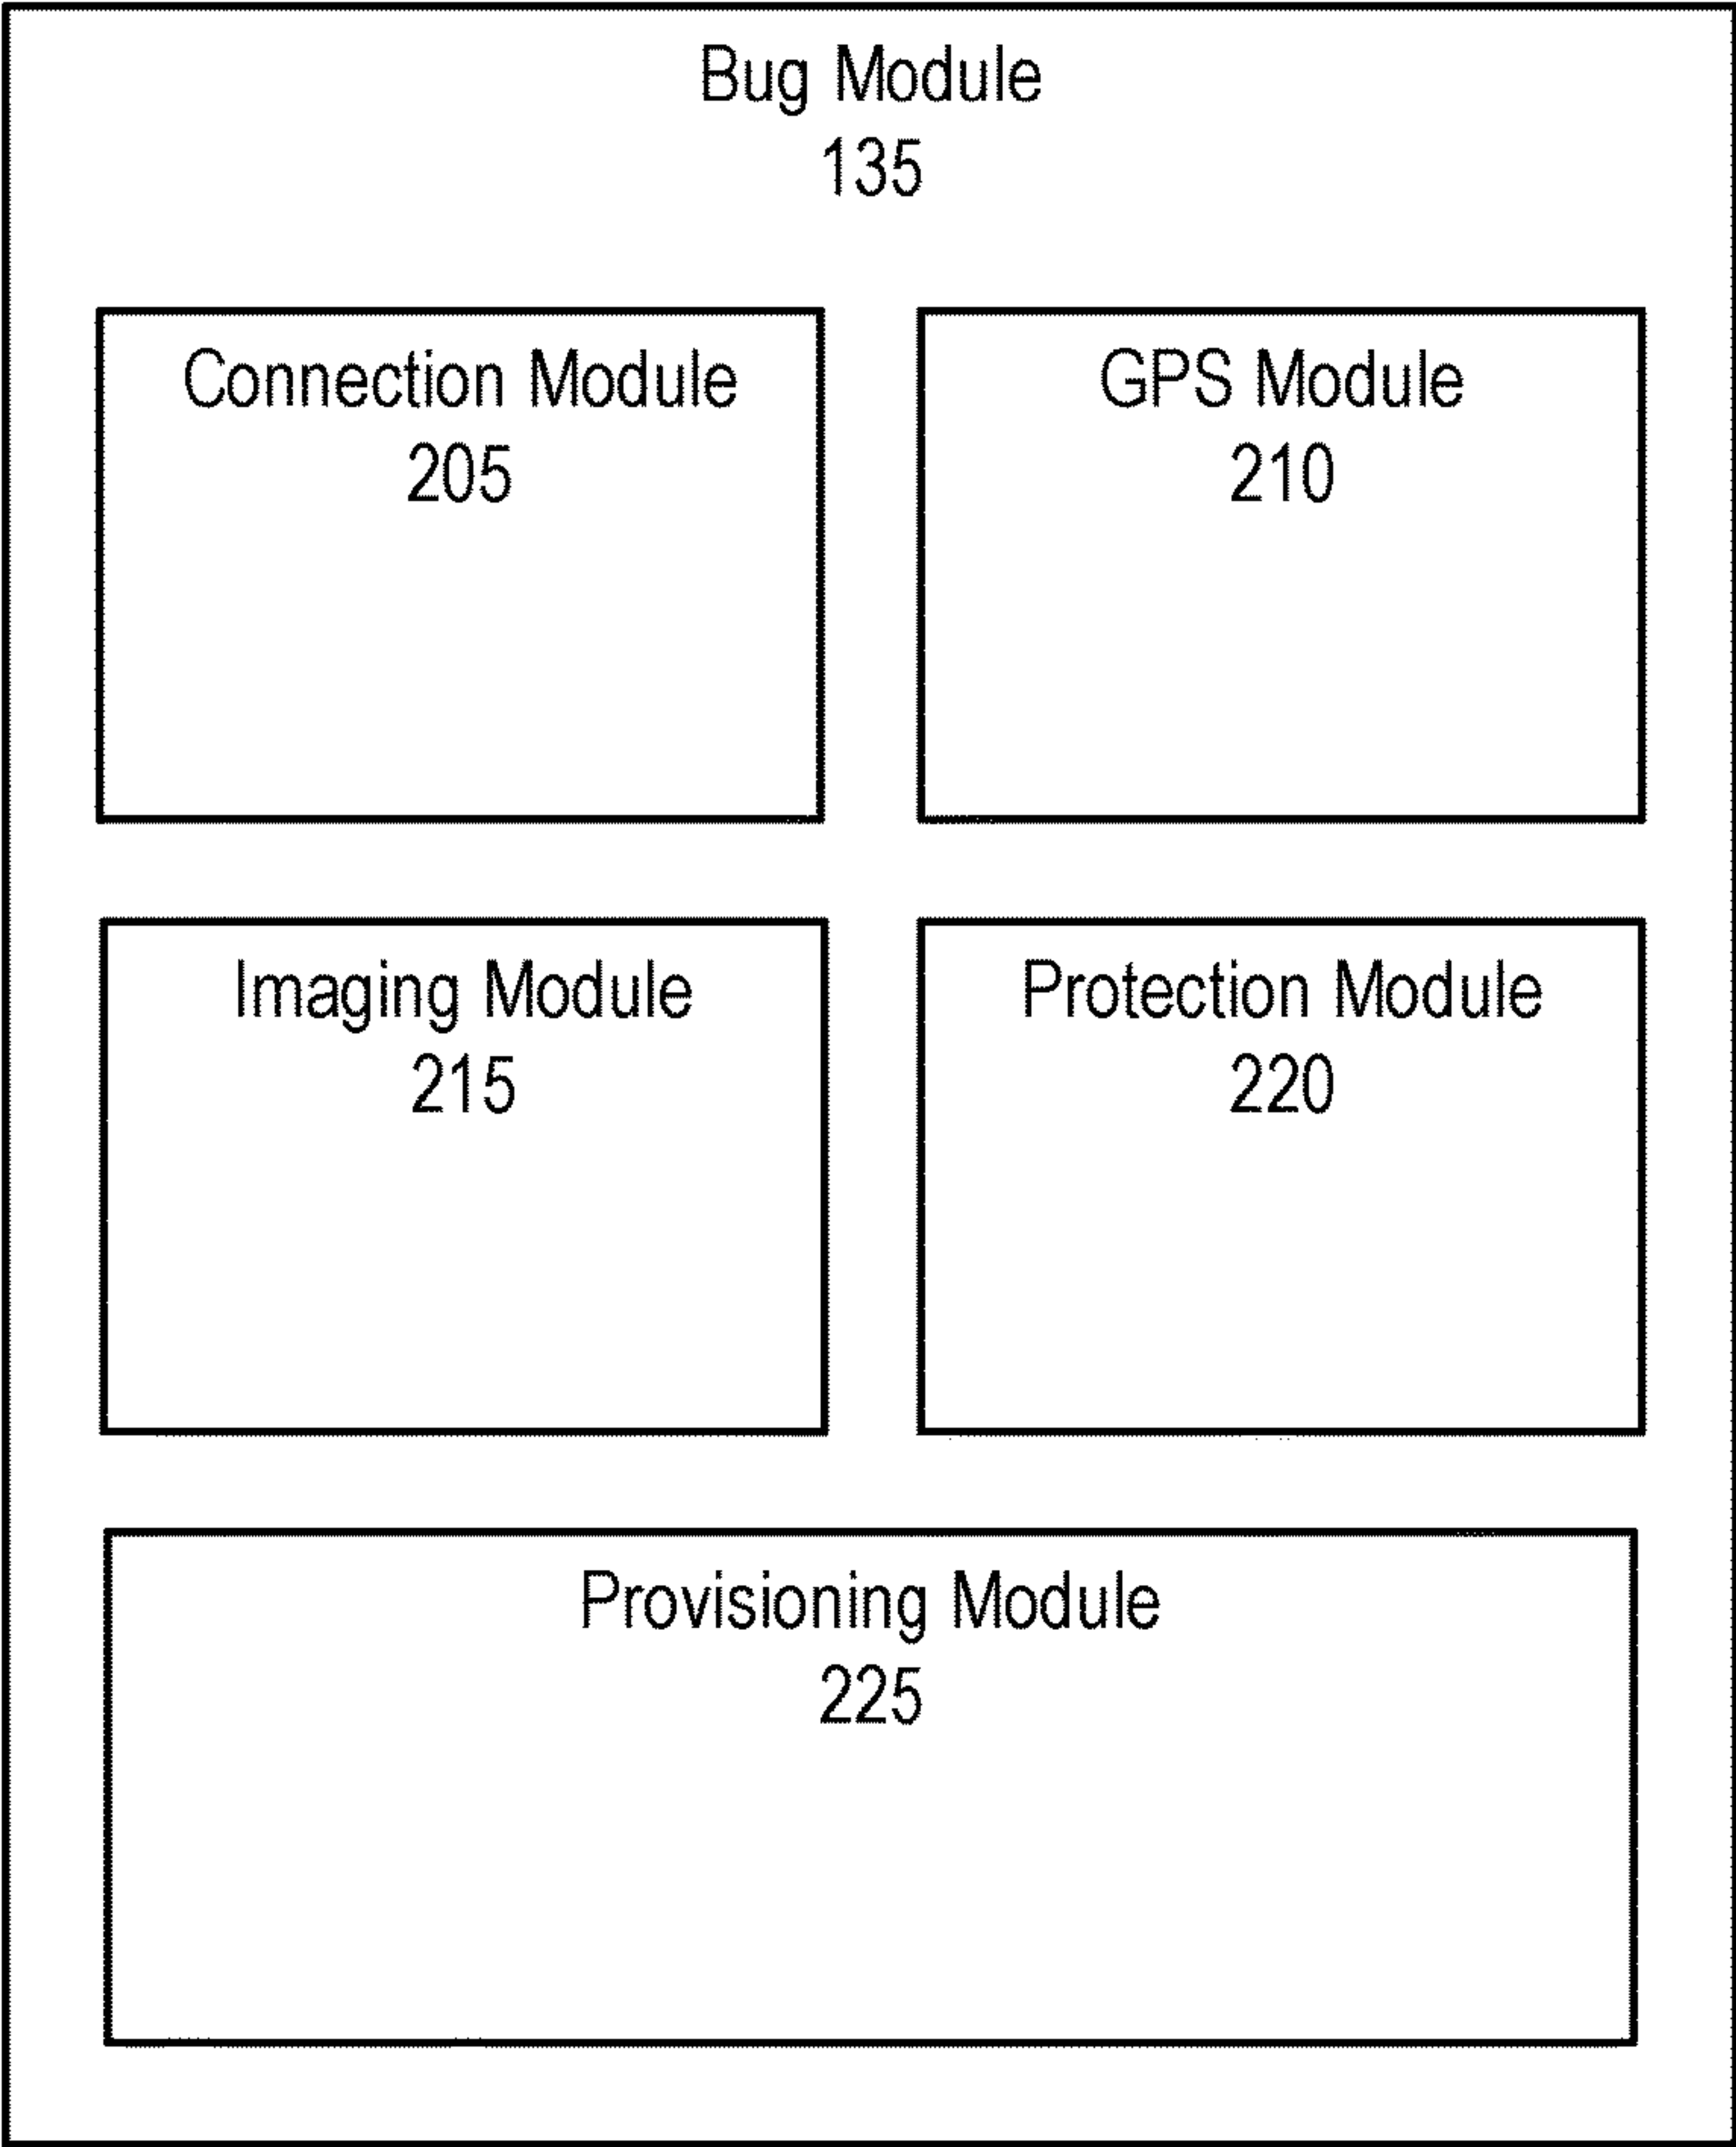 Bug Module
135
Connection Module
205
GPS Module
210
Imaging Module
215
Protection Module
220
Provisioning Module
225